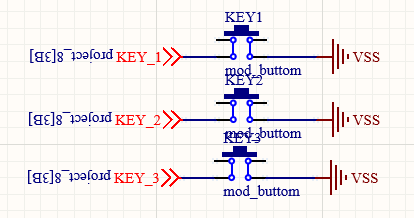 KEY1
project_8[3B] KEY_1 VSS
mod_buttom
KEY2
project_8[3B] KEY_2 VSS
mod_buttom
KEY3
project_8[3B] KEY_3 VSS
mod_buttom